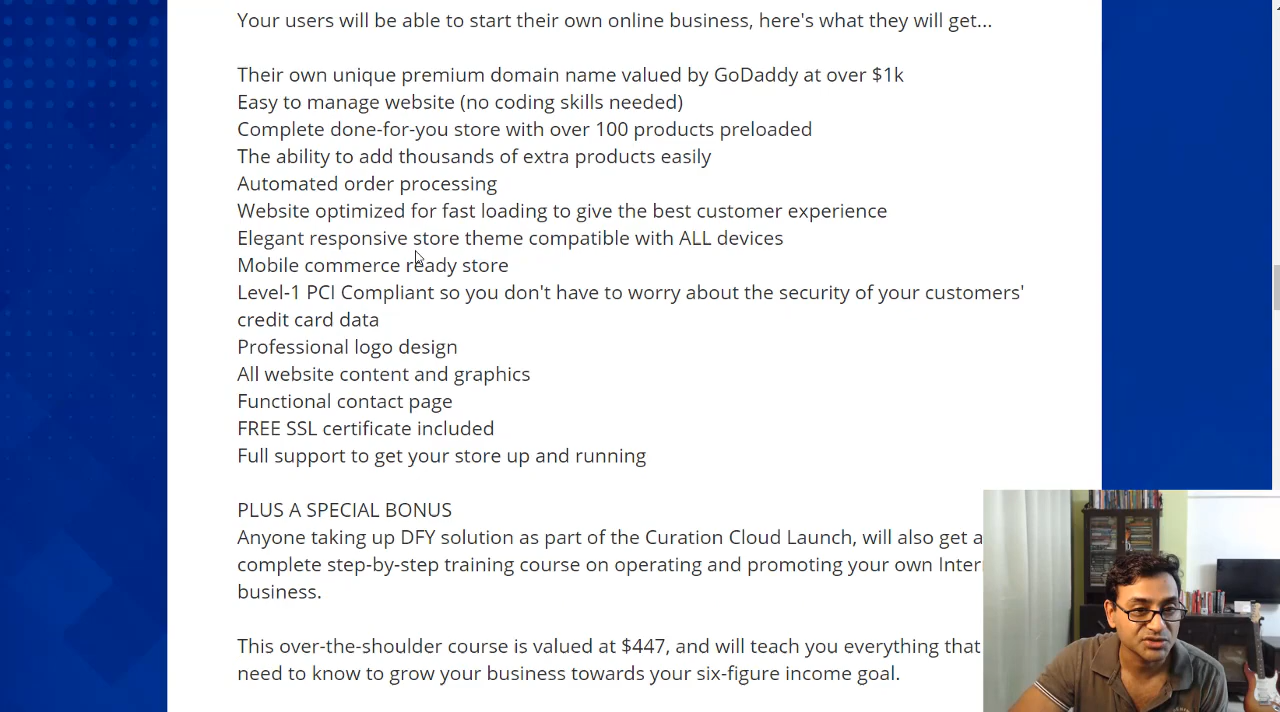 Your users will be able to start their own online business, here's what they will get...
Their own unique premium domain name valued by GoDaddy at over $1k
Easy to manage website (no coding skills needed)
Complete done-for-you store with over 100 products preloaded
The ability to add thousands of extra products easily
Automated order processing
Website optimized for fast loading to give the best customer experience
Elegant responsive store theme compatible with ALL devices
Mobile commerce ready store
Level-1 PCI Compliant so you don't have to worry about the security of your customers'
credit card data
Professional logo design
All website content and graphics
Functional contact page
FREE SSL certificate included
Full support to get your store up and running
PLUS A SPECIAL BONUS
Anyone taking up DFY solution as part of the Curation Cloud Launch, will also get a
complete step-by-step training course on operating and promoting your own Inter
business.
This over-the-shoulder course is valued at $447, and will teach you everything that
need to know to grow your business towards your six-figure income goal.